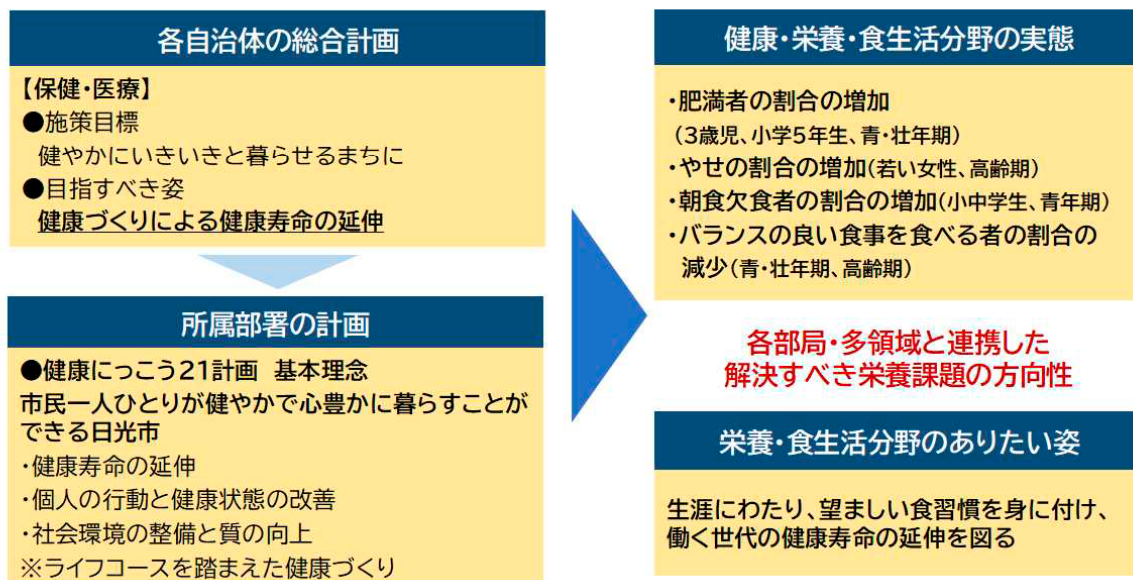 各自治体の総合計画
【保健・医療】
●施策目標
健やかにいきいきと暮らせるまちに
●目指すべき姿
健康づくりによる健康寿命の延伸
所属部署の計画
●健康にっこう21計画 基本理念
市民一人ひとりが健やかで心豊かに暮らすことが
できる日光市
・健康寿命の延伸
・個人の行動と健康状態の改善
・社会環境の整備と質の向上
※ライフコースを踏まえた健康づくり
健康・栄養・食生活分野の実態
・肥満者の割合の増加
(3歳児、小学5年生、青・壮年期)
・やせの割合の増加(若い女性、高齢期)
・朝食欠食者の割合の増加(小中学生、青年期)
・バランスの良い食事を食べる者の割合の
減少(青・壮年期、高齢期)
各部局・多領域と連携した
解決すべき栄養課題の方向性
栄養・食生活分野のありたい姿
生涯にわたり、望ましい食習慣を身に付け、
働く世代の健康寿命の延伸を図る